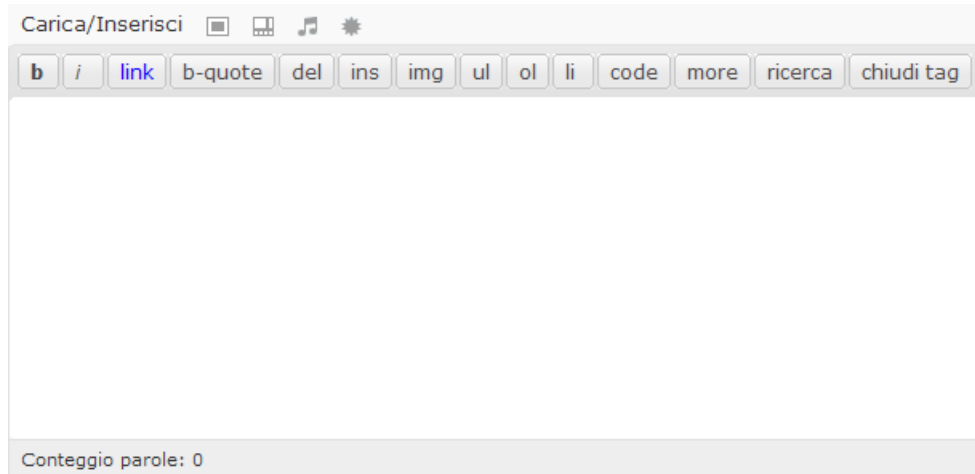 Carica/Inserisci
b i link b-quote del ins img ul ol li code more ricerca chiudi tag
Conteggio parole: 0